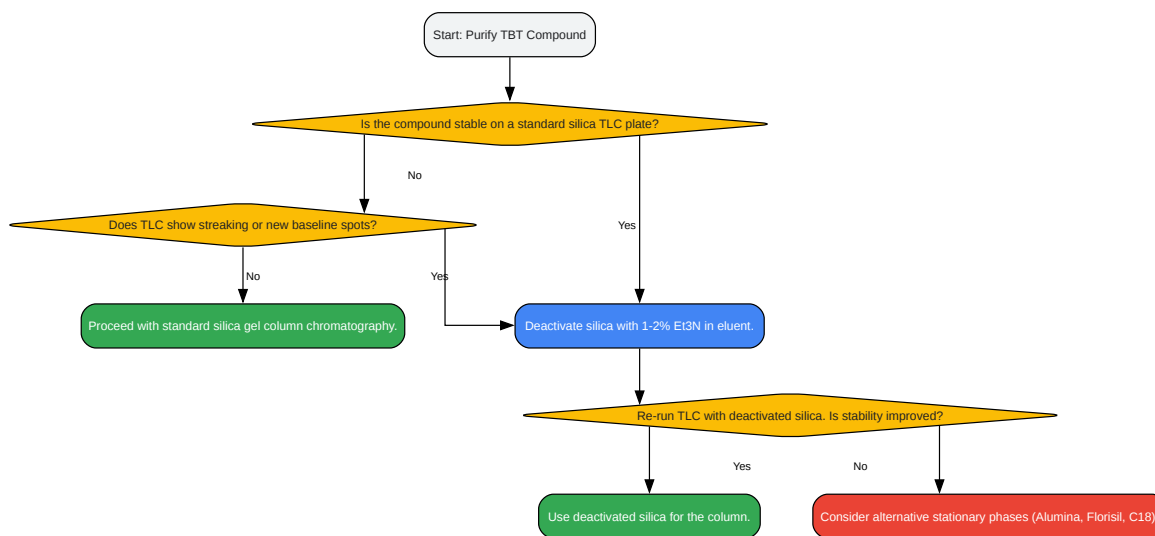 Start: Purify TBT Compound
Is the compound stable on a standard silica TLC plate?
No
Does TLC show streaking or new baseline spots?
Yes
No
Yes
Proceed with standard silica gel column chromatography.
Deactivate silica with 1-2% Et3N in eluent.
Re-run TLC with deactivated silica. Is stability improved?
Yes
No
Use deactivated silica for the column.
Consider alternative stationary phases (Alumina, Florisil, C18)